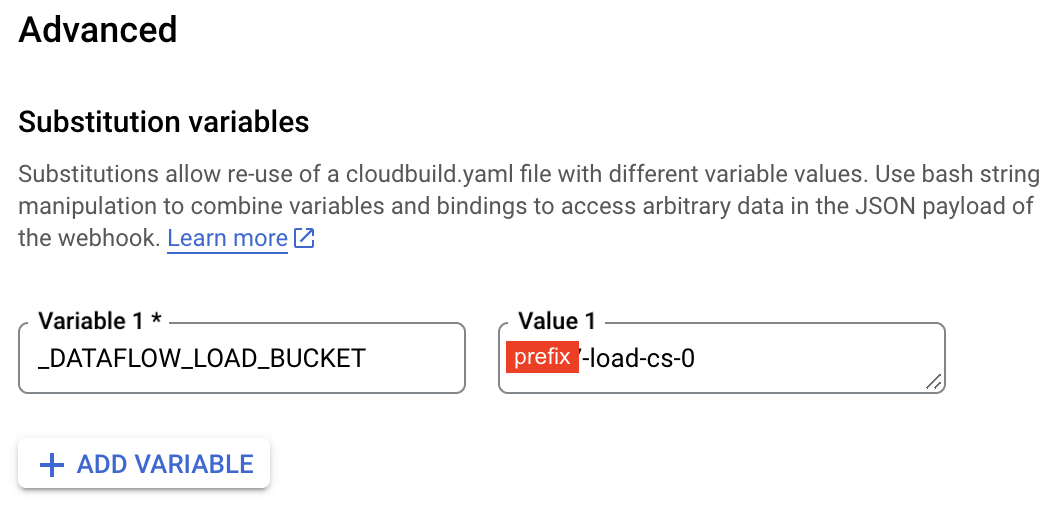 Advanced
Substitution variables
Substitutions allow re-use of a cloudbuild.yaml file with different variable values. Use bash string
manipulation to combine variables and bindings to access arbitrary data in the JSON payload of
the webhook. Learn more
Variable 1 *
_DATAFLOW_LOAD_BUCKET
Value 1
prefix -load-cs-0
+ ADD VARIABLE